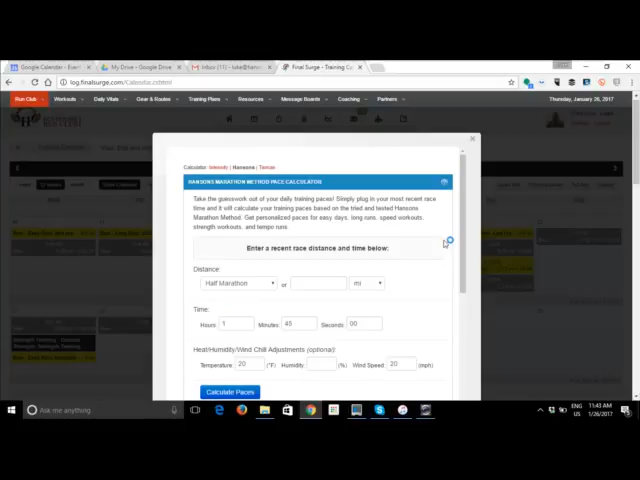 Google Calendar - Even
My Drive - Google Drive
Inbox (11) - luke@hans
Final Surge - Training Ca
log.finalsurge.com/Calendar.cshtml
Run Club
Workouts
Daily Vitals
Gear & Routes
Training Plans
Resources
Message Boards
Coaching
Partners
Thursday, January 26, 2017
RUN CLUB
Calculator: Intensity | Hansons | Tinman
HANSONS MARATHON METHOD PACE CALCULATOR
Take the guesswork out of your daily training paces! Simply plug in your most recent race
time and it will calculate your training paces based on the tried and tested Hansons
Marathon Method. Get personalized paces for easy days, long runs, speed workouts,
strength workouts, and tempo runs.
Enter a recent race distance and time below:
Distance:
Half Marathon or mi
Time:
Hours: 1 Minutes: 45 Seconds: 00
Heat/Humidity/Wind Chill Adjustments (optional):
Temperature: 20 (°F) Humidity: (%) Wind Speed: 20 (mph)
Calculate Paces
Ask me anything
ENG
US
11:43 AM
1/26/2017